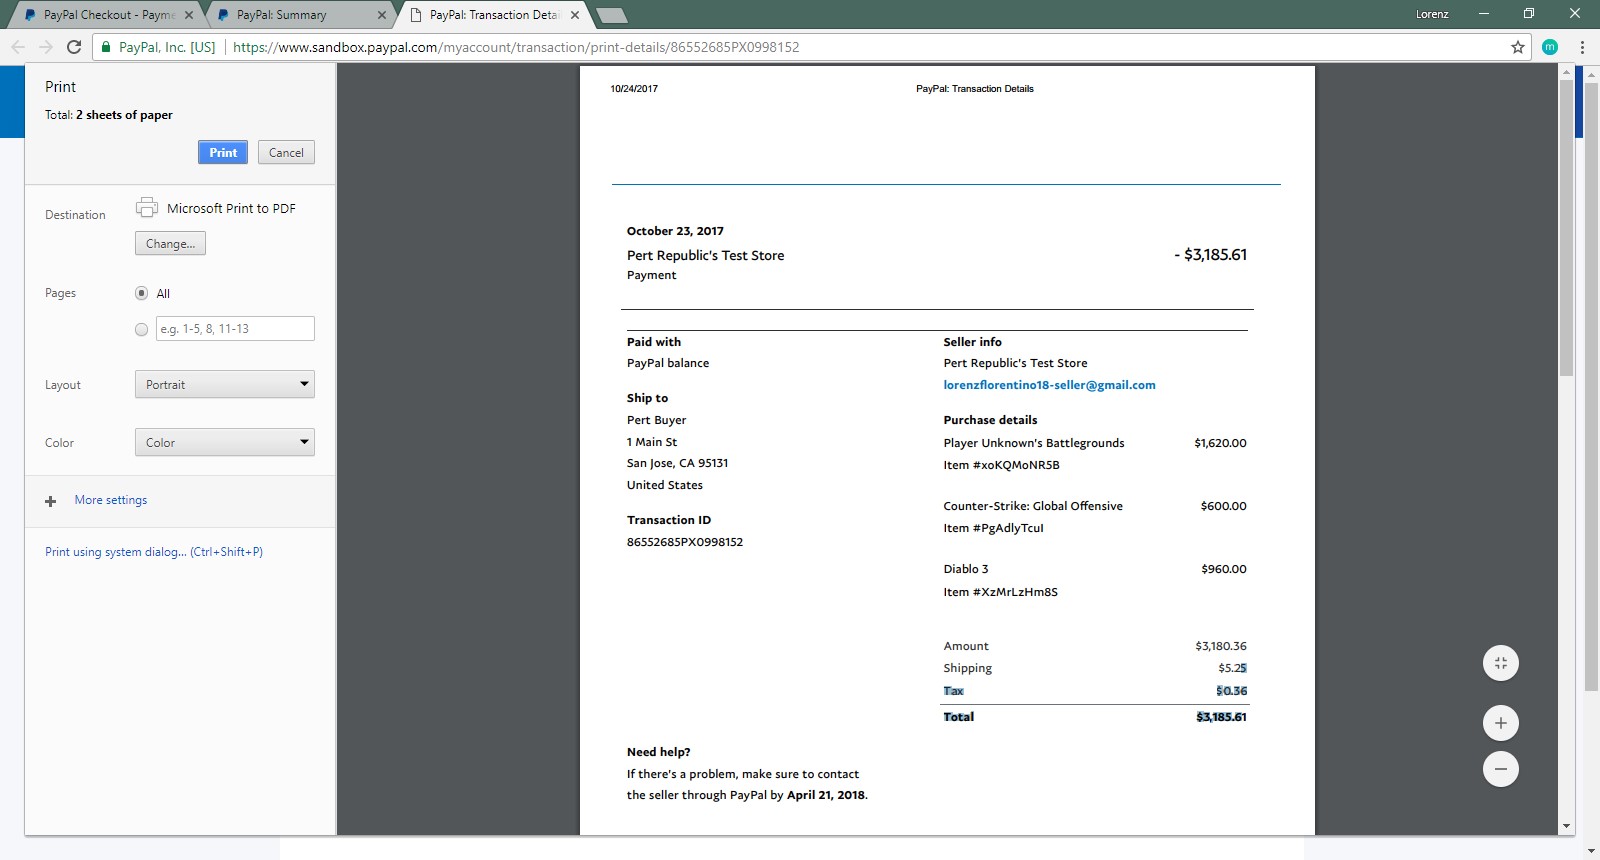 PayPal Checkout - Payme
PayPal: Summary
PayPal: Transaction Detai
Lorenz
PayPal, Inc. [US]
https://www.sandbox.paypal.com/myaccount/transaction/print-details/86552685PX0998152
m
Print
Total: 2 sheets of paper
Print
Cancel
Destination
Microsoft Print to PDF
Change...
Pages
All
e.g. 1-5, 8, 11-13
Layout
Portrait
Color
Color
More settings
Print using system dialog... (Ctrl+Shift+P)
10/24/2017
PayPal: Transaction Details
October 23, 2017
Pert Republic's Test Store
- $3,185.61
Payment
Paid with
PayPal balance
Ship to
Pert Buyer
1 Main St
San Jose, CA 95131
United States
Transaction ID
86552685PX0998152
Seller info
Pert Republic's Test Store
lorenzflorentino18-seller@gmail.com
Purchase details
Player Unknown's Battlegrounds $1,620.00
Item #xoKQMoNR5B
Counter-Strike: Global Offensive $600.00
Item #PgAdlyTcuI
Diablo 3 $960.00
Item #XzMrLzHm8S
Amount $3,180.36
Shipping $5.25
Tax $0.36
Total $3,185.61
Need help?
If there's a problem, make sure to contact
the seller through PayPal by April 21, 2018.